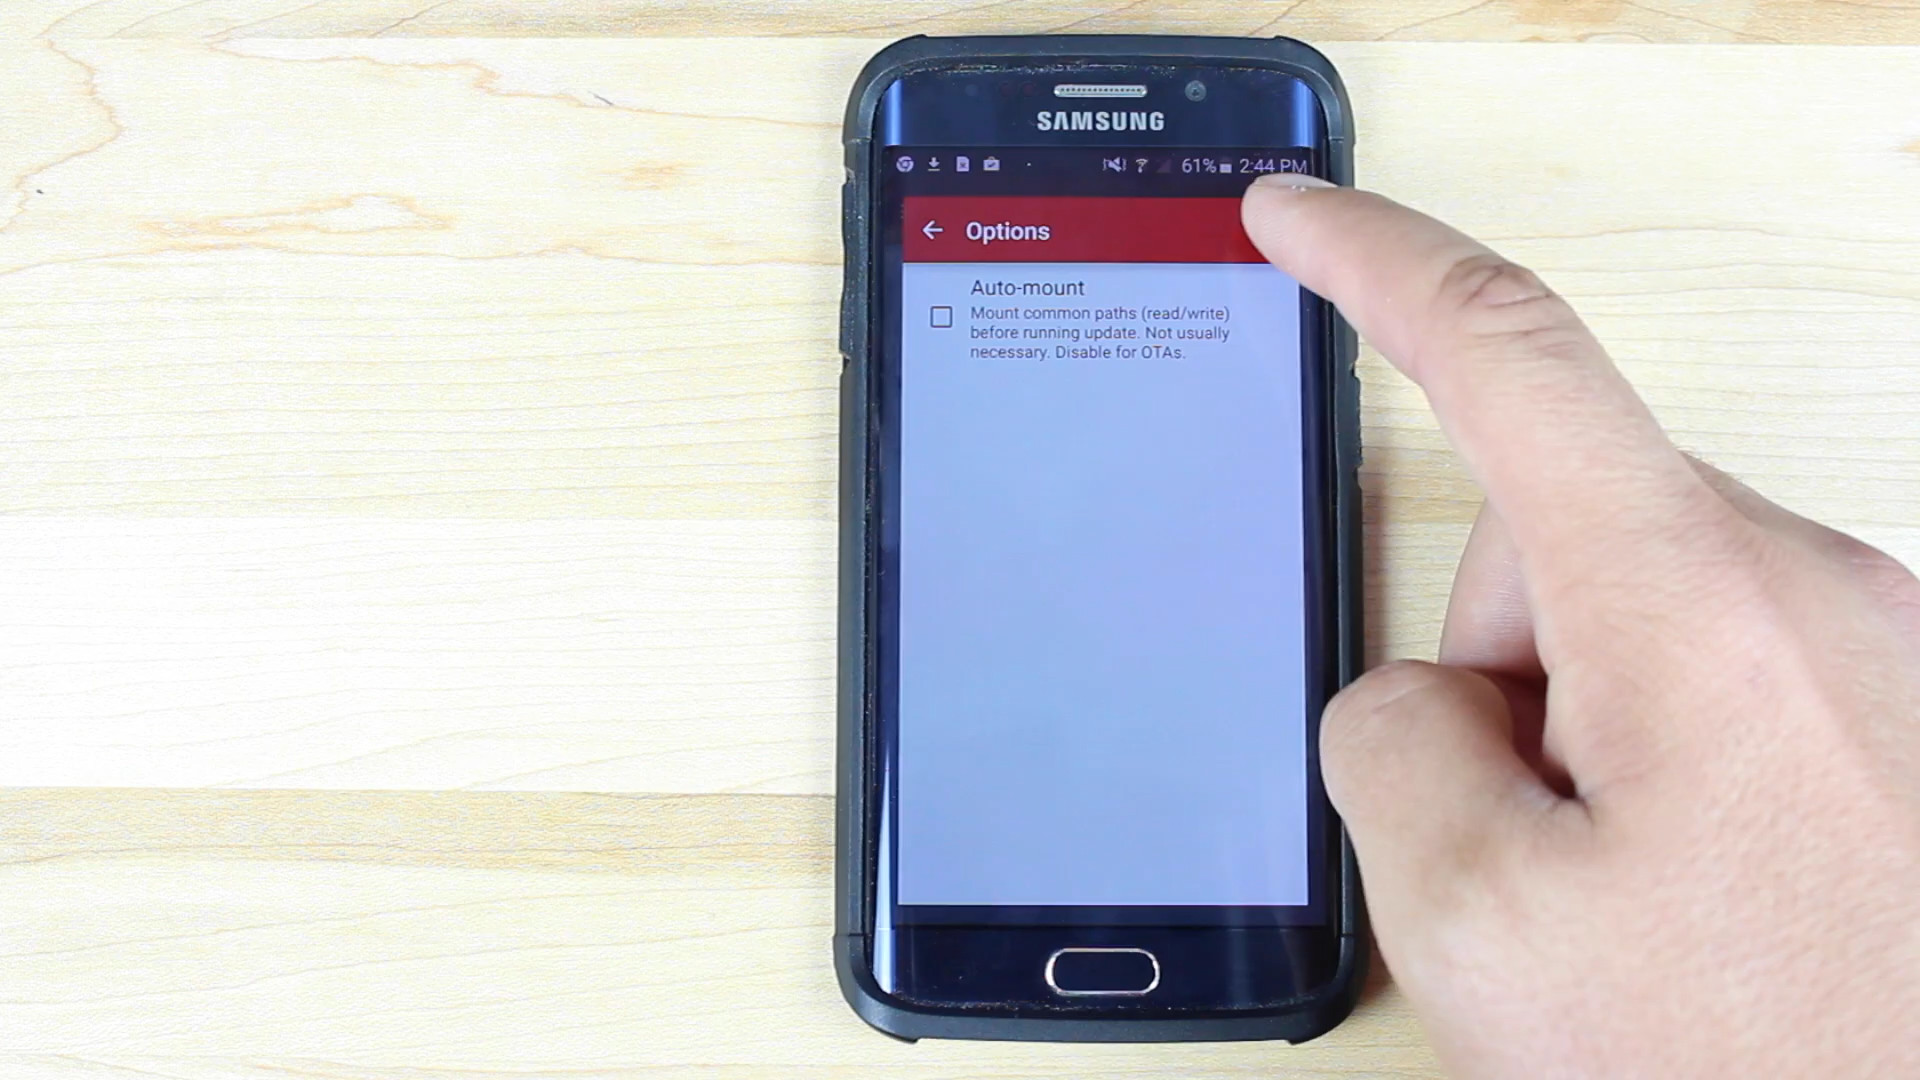 SAMSUNG
61% 2:44 PM
Options
Auto-mount
Mount common paths (read/write)
before running update. Not usually
necessary. Disable for OTAs.